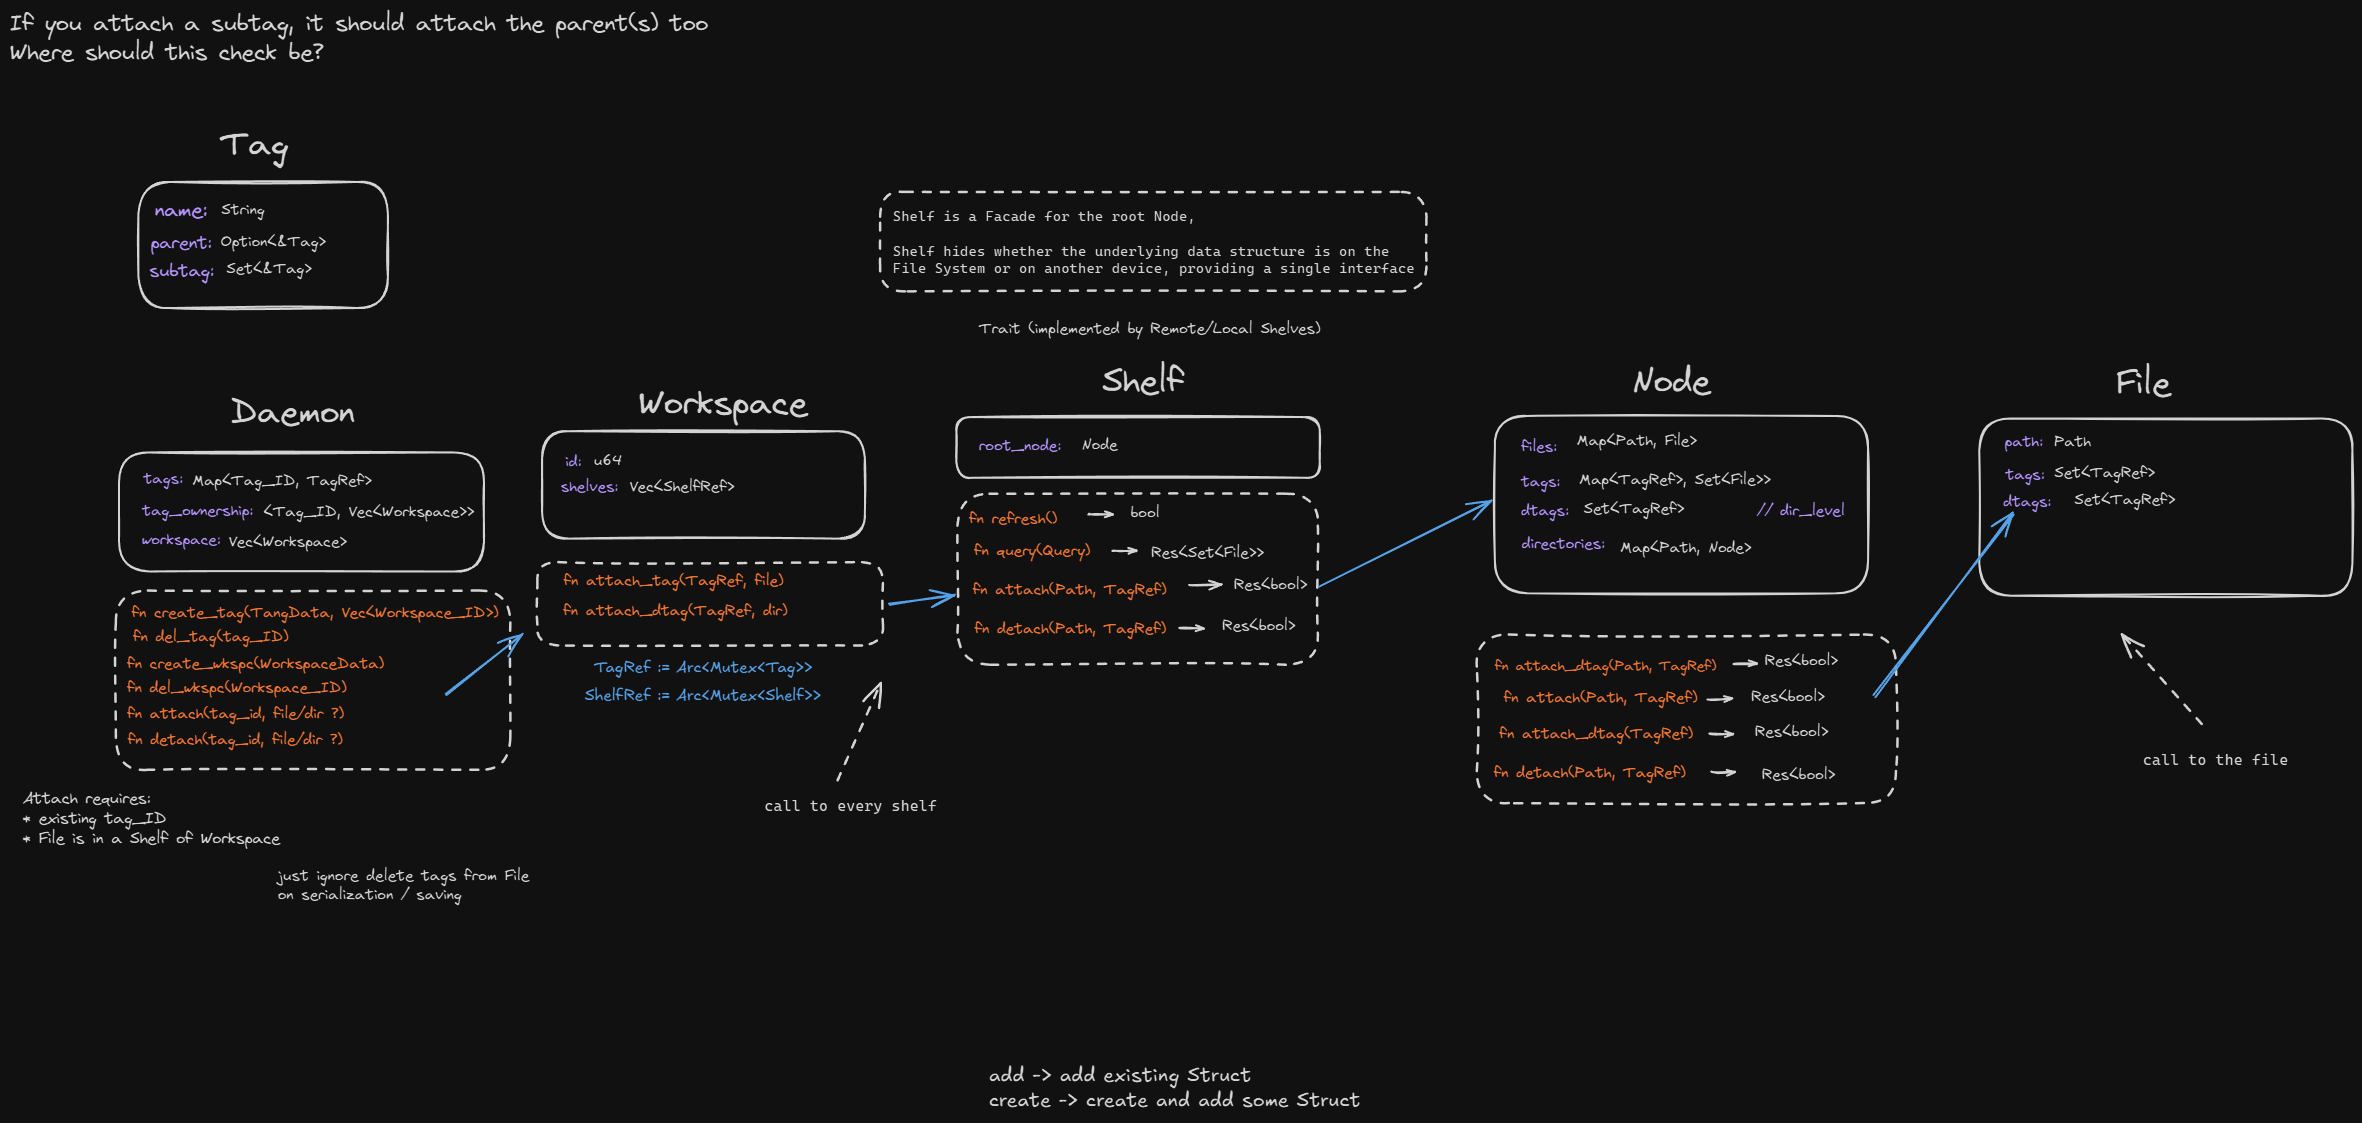 If you attach a subtag, it should attach the parent(s) too
Where should this check be?
Tag
name: String
parent: Option<&Tag>
subtag: Set<&Tag>
Shelf is a Facade for the root Node,
Shelf hides whether the underlying data structure is on the
File System or on another device, providing a single interface
Trait (implemented by Remote/Local Shelves)
Daemon
tags: Map<Tag_ID, TagRef>
tag_ownership: <Tag_ID, Vec<Workspace>>
workspace: Vec<Workspace>
fn create_tag(TangData, Vec<Workspace_ID>)
fn del_tag(tag_ID)
fn create_wkspc(WorkspaceData)
fn del_wkspc(Workspace_ID)
fn attach(tag_id, file/dir ?)
fn detach(tag_id, file/dir ?)
Attach requires:
* existing tag_ID
* File is in a Shelf of Workspace
just ignore delete tags from File
on serialization / saving
Workspace
id: u64
shelves: Vec<ShelfRef>
fn attach_tag(TagRef, file)
fn attach_dtag(TagRef, dir)
TagRef := Arc<Mutex<Tag>>
ShelfRef := Arc<Mutex<Shelf>>
call to every shelf
Shelf
root_node: Node
fn refresh() bool
fn query(Query) Res<Set<File>>
fn attach(Path, TagRef) Res<bool>
fn detach(Path, TagRef) Res<bool>
Node
files: Map<Path, File>
tags: Map<TagRef>, Set<File>>
dtags: Set<TagRef> // dir_level
directories: Map<Path, Node>
fn attach_dtag(Path, TagRef) Res<bool>
fn attach(Path, TagRef) Res<bool>
fn attach_dtag(TagRef) Res<bool>
fn detach(Path, TagRef) Res<bool>
File
path: Path
tags: Set<TagRef>
dtags: Set<TagRef>
call to the file
add -> add existing Struct
create -> create and add some Struct